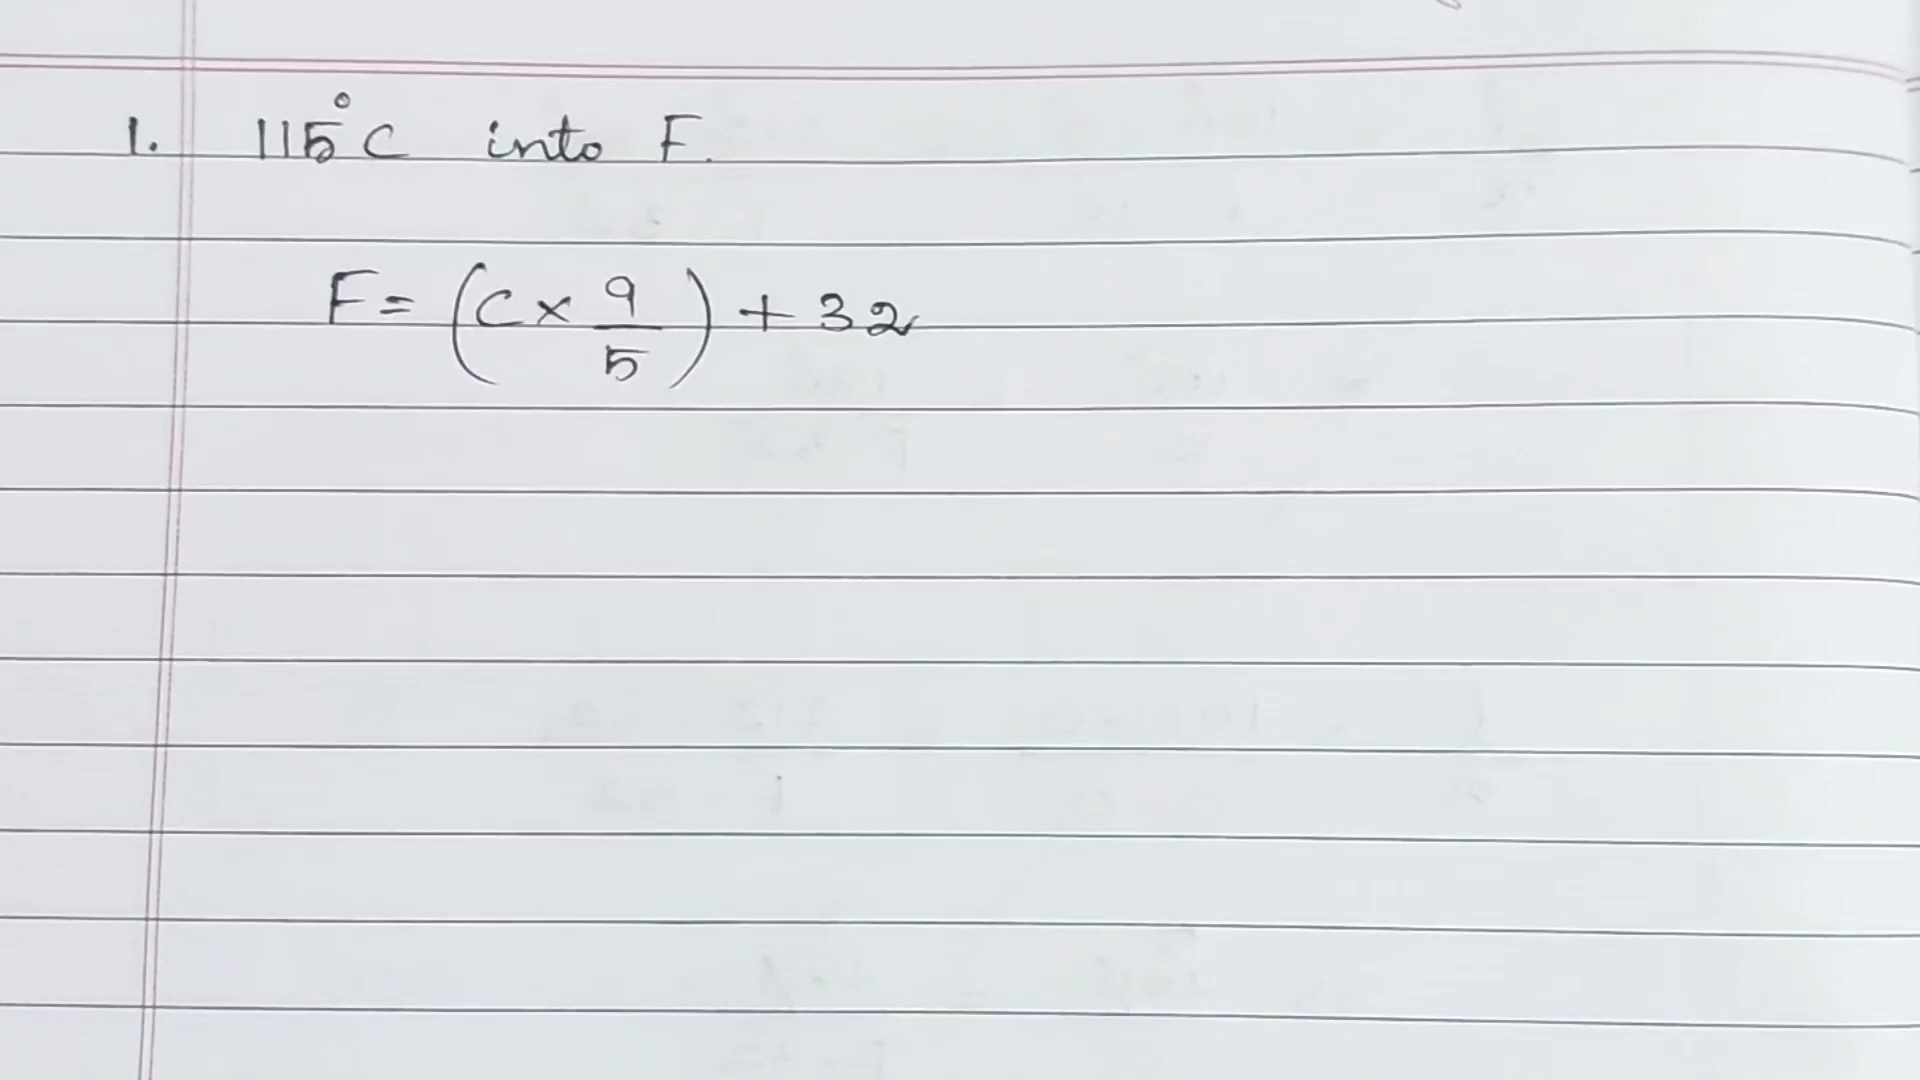 1. 115°C into F.
F = (C × 9/5) + 32